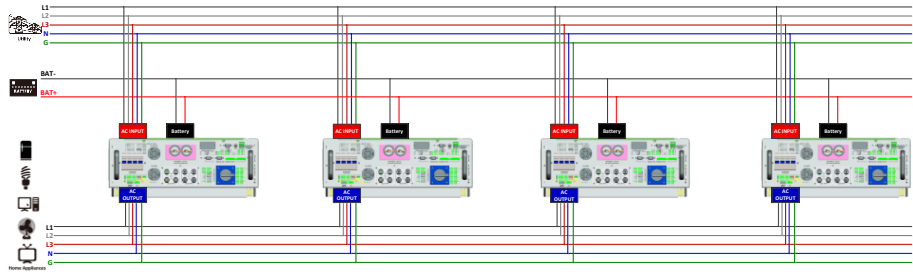 L1
L2
L3
N
G
Utility
BAT-
BATTERY
BAT+
AC INPUT
Battery
AC INPUT
Battery
AC INPUT
Battery
AC INPUT
Battery
AC
OUTPUT
AC
OUTPUT
AC
OUTPUT
AC
OUTPUT
L1
L2
L3
N
G
Home Appliances